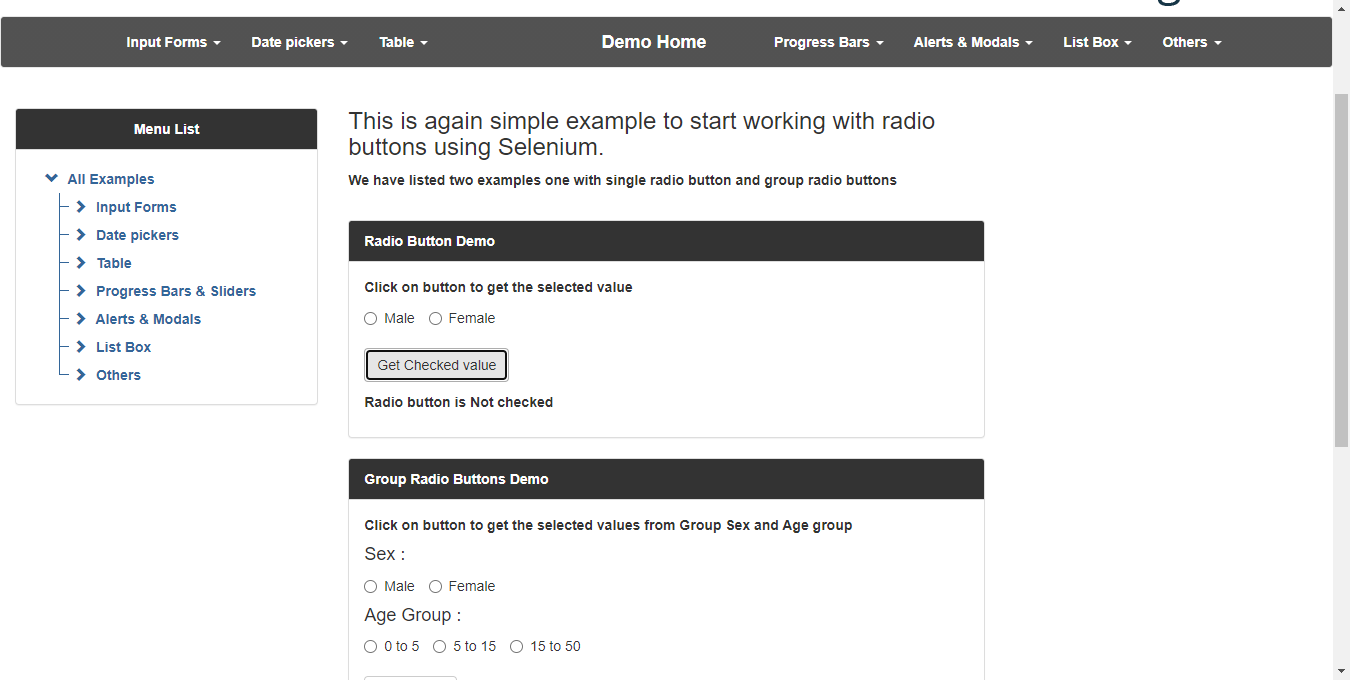 Input Forms Date pickers Table Demo Home Progress Bars Alerts & Modals List Box Others
Menu List
All Examples
Input Forms
Date pickers
Table
Progress Bars & Sliders
Alerts & Modals
List Box
Others
This is again simple example to start working with radio
buttons using Selenium.
We have listed two examples one with single radio button and group radio buttons
Radio Button Demo
Click on button to get the selected value
Male Female
Get Checked value
Radio button is Not checked
Group Radio Buttons Demo
Click on button to get the selected values from Group Sex and Age group
Sex :
Male Female
Age Group :
0 to 5 5 to 15 15 to 50